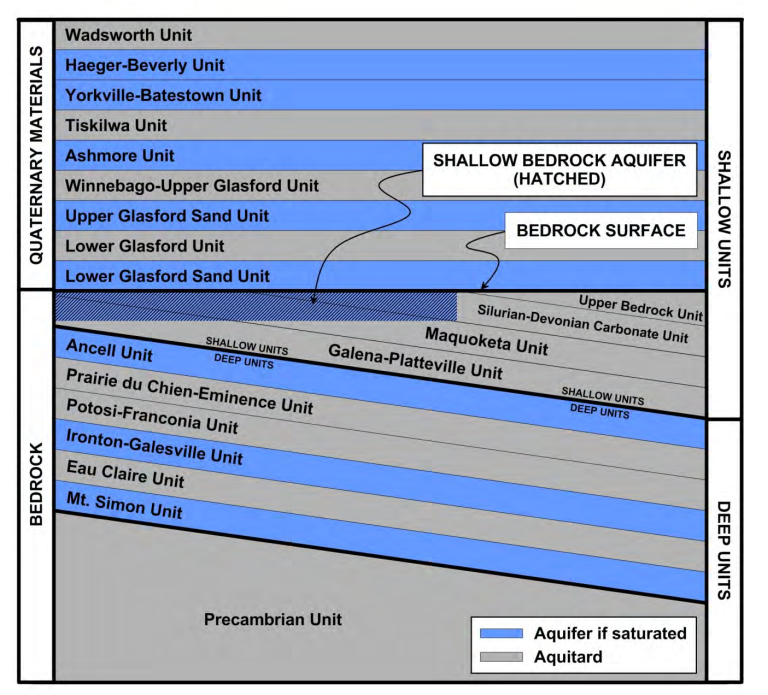 QUATERNARY MATERIALS
Wadsworth Unit
Haeger-Beverly Unit
Yorkville-Batestown Unit
Tiskilwa Unit
Ashmore Unit
Winnebago-Upper Glasford Unit
Upper Glasford Sand Unit
Lower Glasford Unit
Lower Glasford Sand Unit
SHALLOW BEDROCK AQUIFER
(HATCHED)
BEDROCK SURFACE
SHALLOW UNITS
BEDROCK
Upper Bedrock Unit
Silurian-Devonian Carbonate Unit
Maquoketa Unit
Galena-Platteville Unit
SHALLOW UNITS
DEEP UNITS
SHALLOW UNITS
DEEP UNITS
Ancell Unit
Prairie du Chien-Eminence Unit
Potosi-Franconia Unit
Ironton-Galesville Unit
Eau Claire Unit
Mt. Simon Unit
DEEP UNITS
Precambrian Unit
Aquifer if saturated
Aquitard